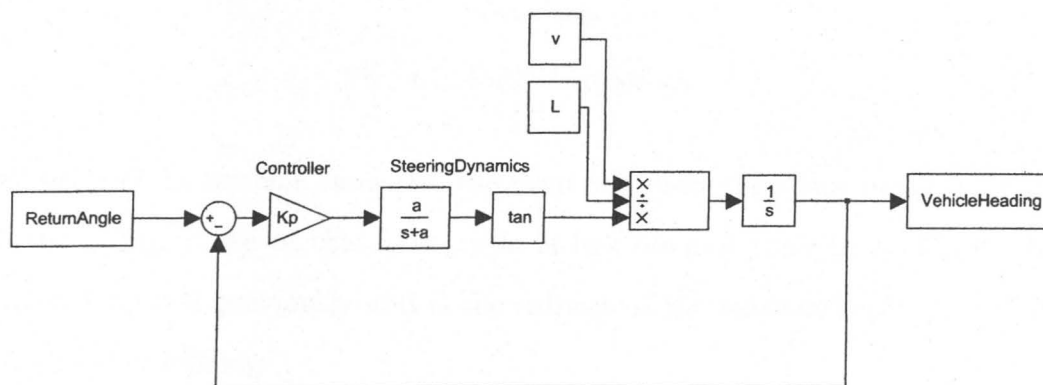 v
L
Controller
SteeringDynamics
ReturnAngle
+
−
Kp
a
s+a
tan
×
÷
×
1
s
VehicleHeading